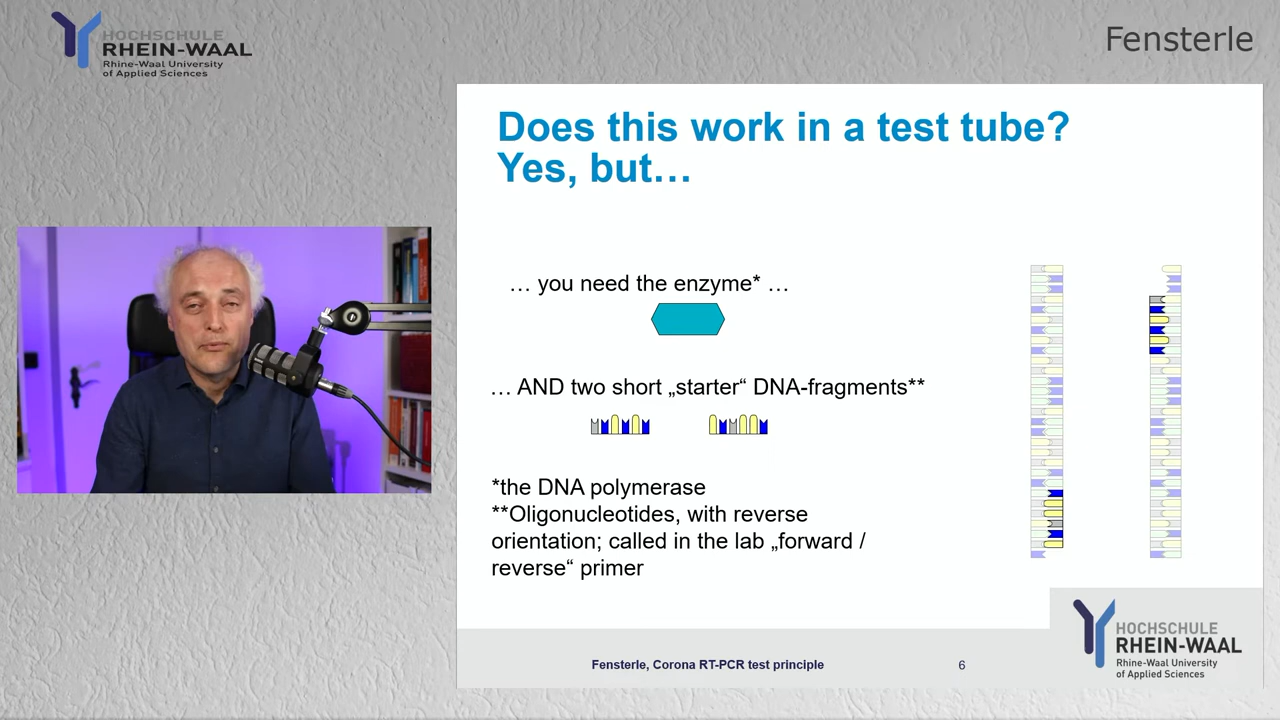 HOCHSCHULE
RHEIN-WAAL
Rhine-Waal University
of Applied Sciences
Fensterle
Does this work in a test tube?
Yes, but…
… you need the enzyme* …
… AND two short „starter“ DNA-fragments**
*the DNA polymerase
**Oligonucleotides, with reverse
orientation; called in the lab „forward /
reverse“ primer
Fensterle, Corona RT-PCR test principle
6
HOCHSCHULE
RHEIN-WAAL
Rhine-Waal University
of Applied Sciences